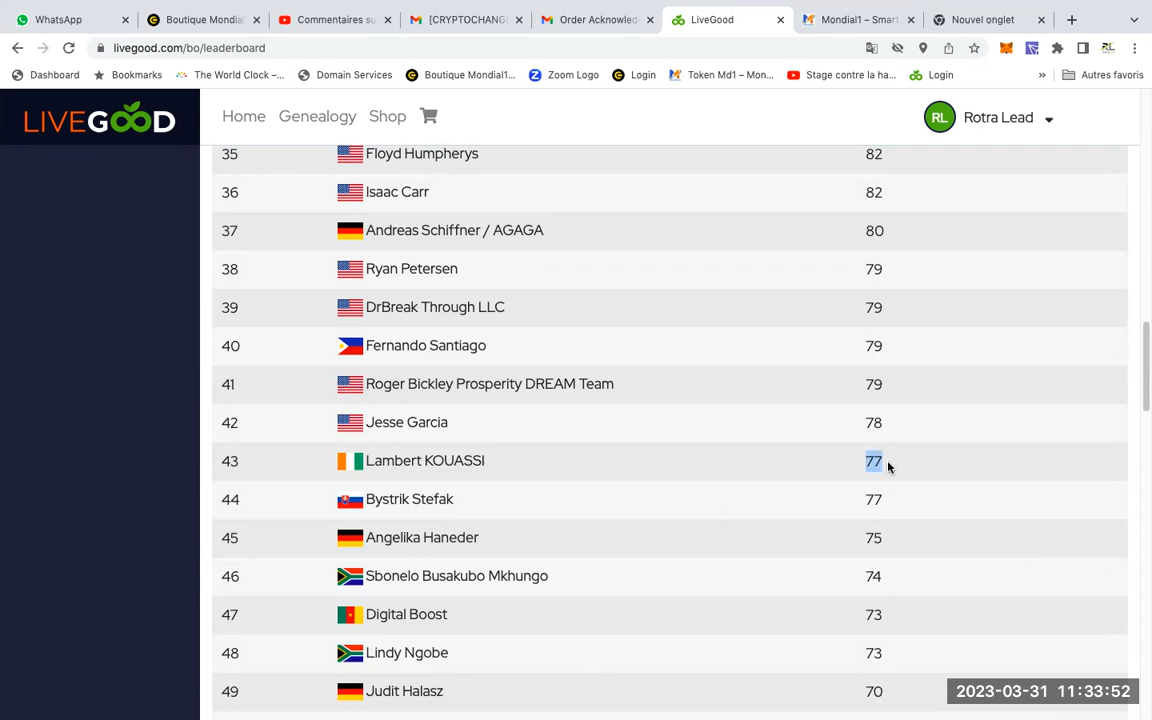 WhatsApp
Boutique Mondia
Commentaires su
[CRYPTOCHANG
Order Acknowled
LiveGood
Mondial1 – Smart
Nouvel onglet
livegood.com/bo/leaderboard
Dashboard Bookmarks The World Clock –... Domain Services Boutique Mondial1... Zoom Logo Login Token Md1 – Mon... Stage contre la ha... Login » Autres favoris
LIVEGOOD Home Genealogy Shop RL Rotra Lead
35 Floyd Humpherys 82
36 Isaac Carr 82
37 Andreas Schiffner / AGAGA 80
38 Ryan Petersen 79
39 DrBreak Through LLC 79
40 Fernando Santiago 79
41 Roger Bickley Prosperity DREAM Team 79
42 Jesse Garcia 78
43 Lambert KOUASSI 77
44 Bystrik Stefak 77
45 Angelika Haneder 75
46 Sbonelo Busakubo Mkhungo 74
47 Digital Boost 73
48 Lindy Ngobe 73
49 Judit Halasz 70
2023-03-31 11:33:52